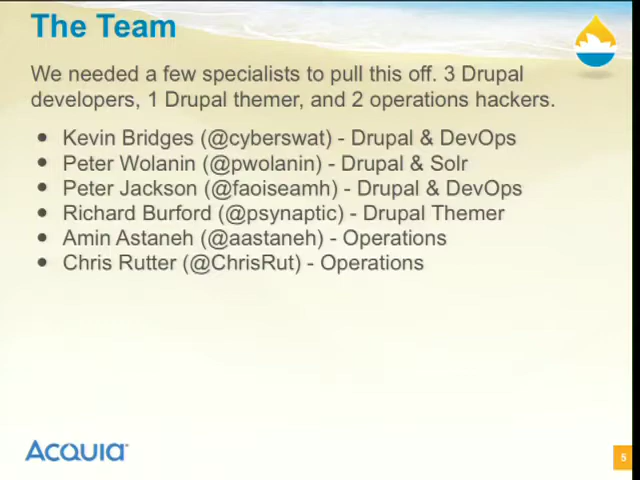 The Team
We needed a few specialists to pull this off. 3 Drupal
developers, 1 Drupal themer, and 2 operations hackers.
• Kevin Bridges (@cyberswat) - Drupal & DevOps
• Peter Wolanin (@pwolanin) - Drupal & Solr
• Peter Jackson (@faoiseamh) - Drupal & DevOps
• Richard Burford (@psynaptic) - Drupal Themer
• Amin Astaneh (@aastaneh) - Operations
• Chris Rutter (@ChrisRut) - Operations
ACQUIA™
5